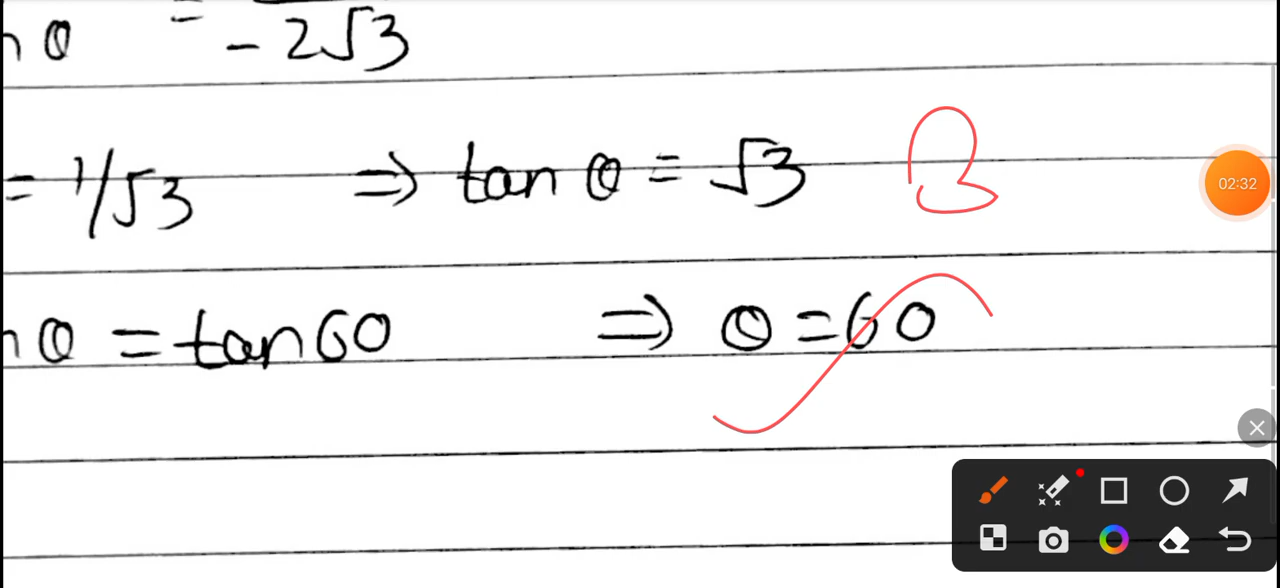 n θ = / -2√3
= 1/√3 ⇒ tan θ = √3 B
02:32
n θ = tan 60 ⇒ θ = 60